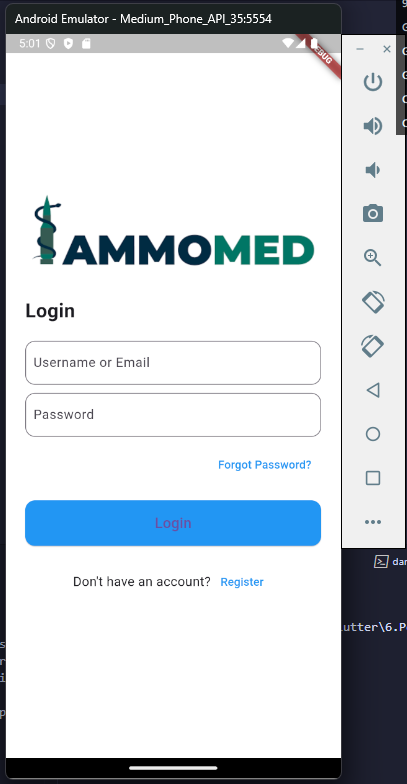 Android Emulator - Medium_Phone_API_35:5554
5:01
DEBUG
AMMOMED
Login
Username or Email
Password
Forgot Password?
Login
Don't have an account? Register
dar
utter\6.P